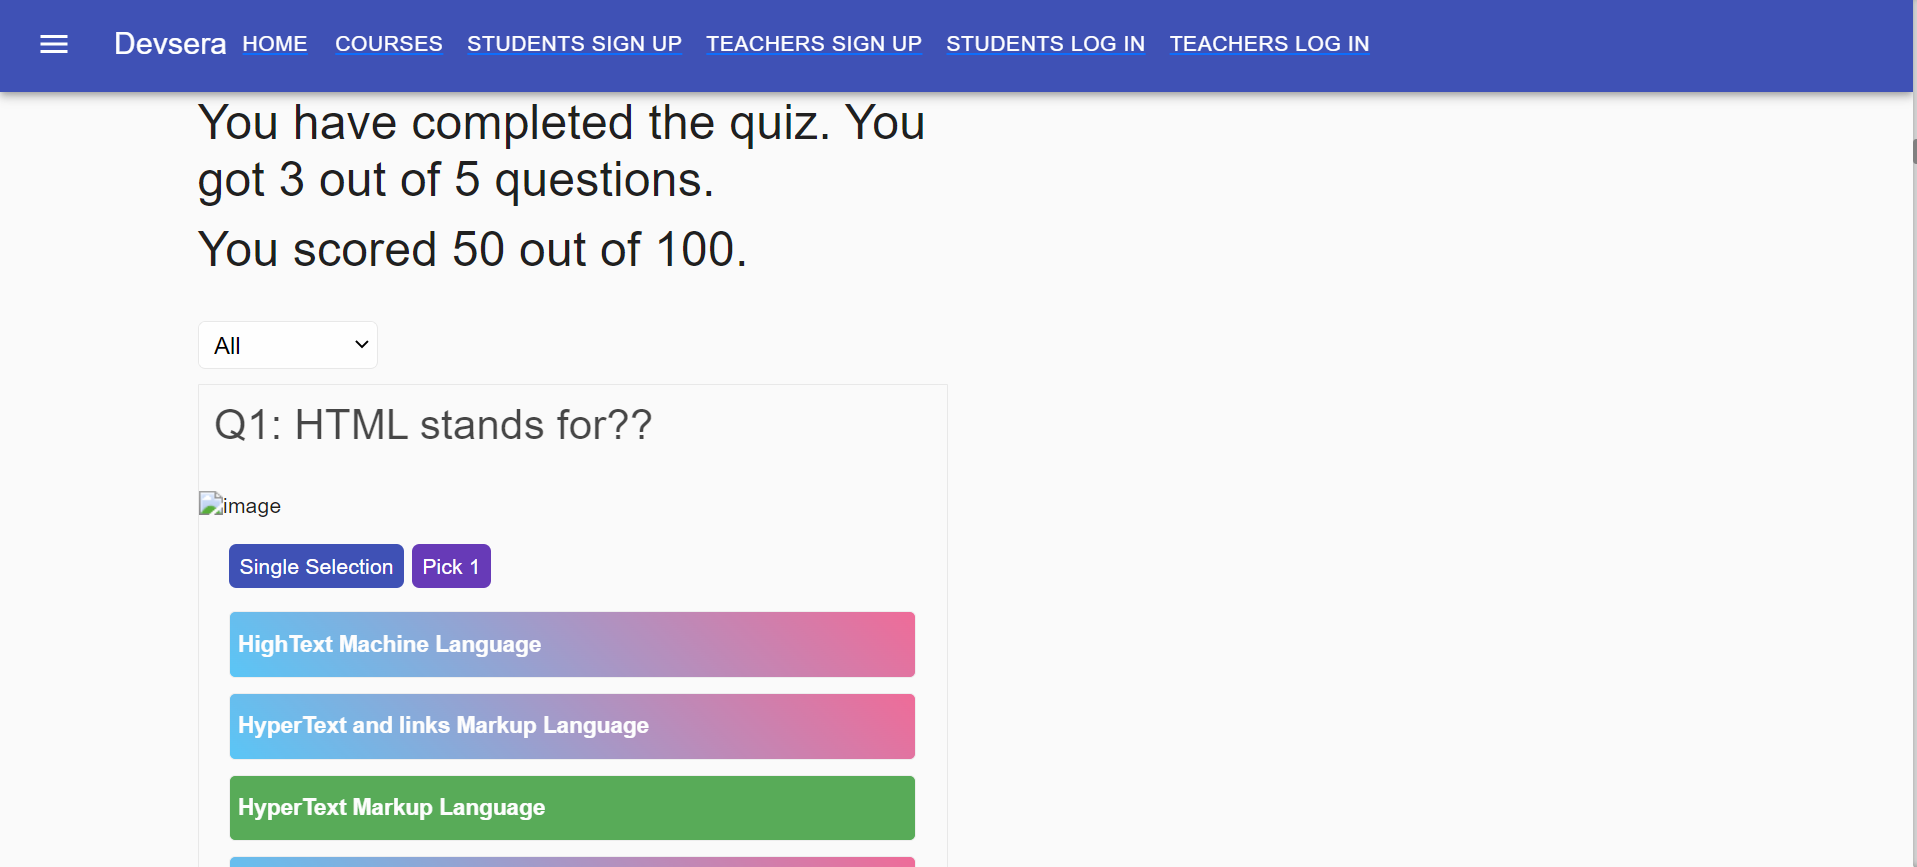 Devsera HOME COURSES STUDENTS SIGN UP TEACHERS SIGN UP STUDENTS LOG IN TEACHERS LOG IN
You have completed the quiz. You
got 3 out of 5 questions.
You scored 50 out of 100.
All
Q1: HTML stands for??
image
Single Selection Pick 1
HighText Machine Language
HyperText and links Markup Language
HyperText Markup Language